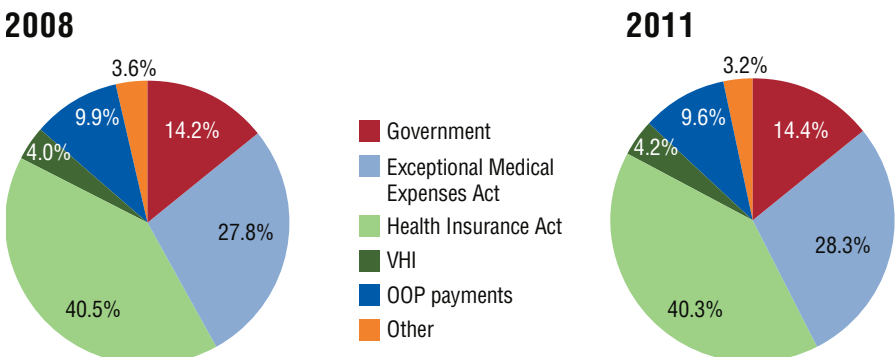 2008
3.6%
9.9%
14.2%
4.0%
27.8%
40.5%
Government
Exceptional Medical
Expenses Act
Health Insurance Act
VHI
OOP payments
Other
2011
3.2%
9.6%
14.4%
4.2%
28.3%
40.3%